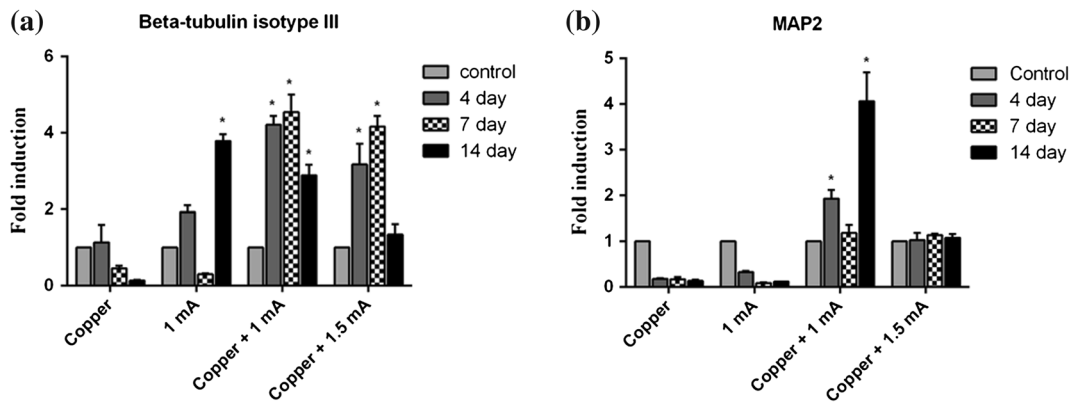 (a)
Beta-tubulin isotype III
Fold induction
6
4
2
0
*
*
*
*
*
*
Copper
1 mA
Copper + 1 mA
Copper + 1.5 mA
control
4 day
7 day
14 day
(b)
MAP2
Fold induction
5
4
3
2
1
0
*
*
Copper
1 mA
Copper + 1 mA
Copper + 1.5 mA
Control
4 day
7 day
14 day